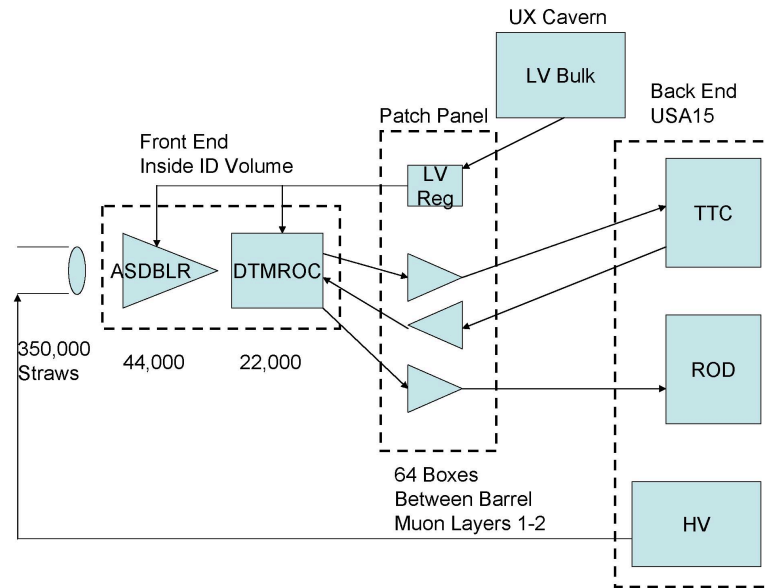 UX Cavern
LV Bulk
Back End
USA15
Patch Panel
Front End
Inside ID Volume
LV
Reg
TTC
ASDBLR
DTMROC
350,000
Straws
44,000
22,000
ROD
64 Boxes
Between Barrel
Muon Layers 1-2
HV